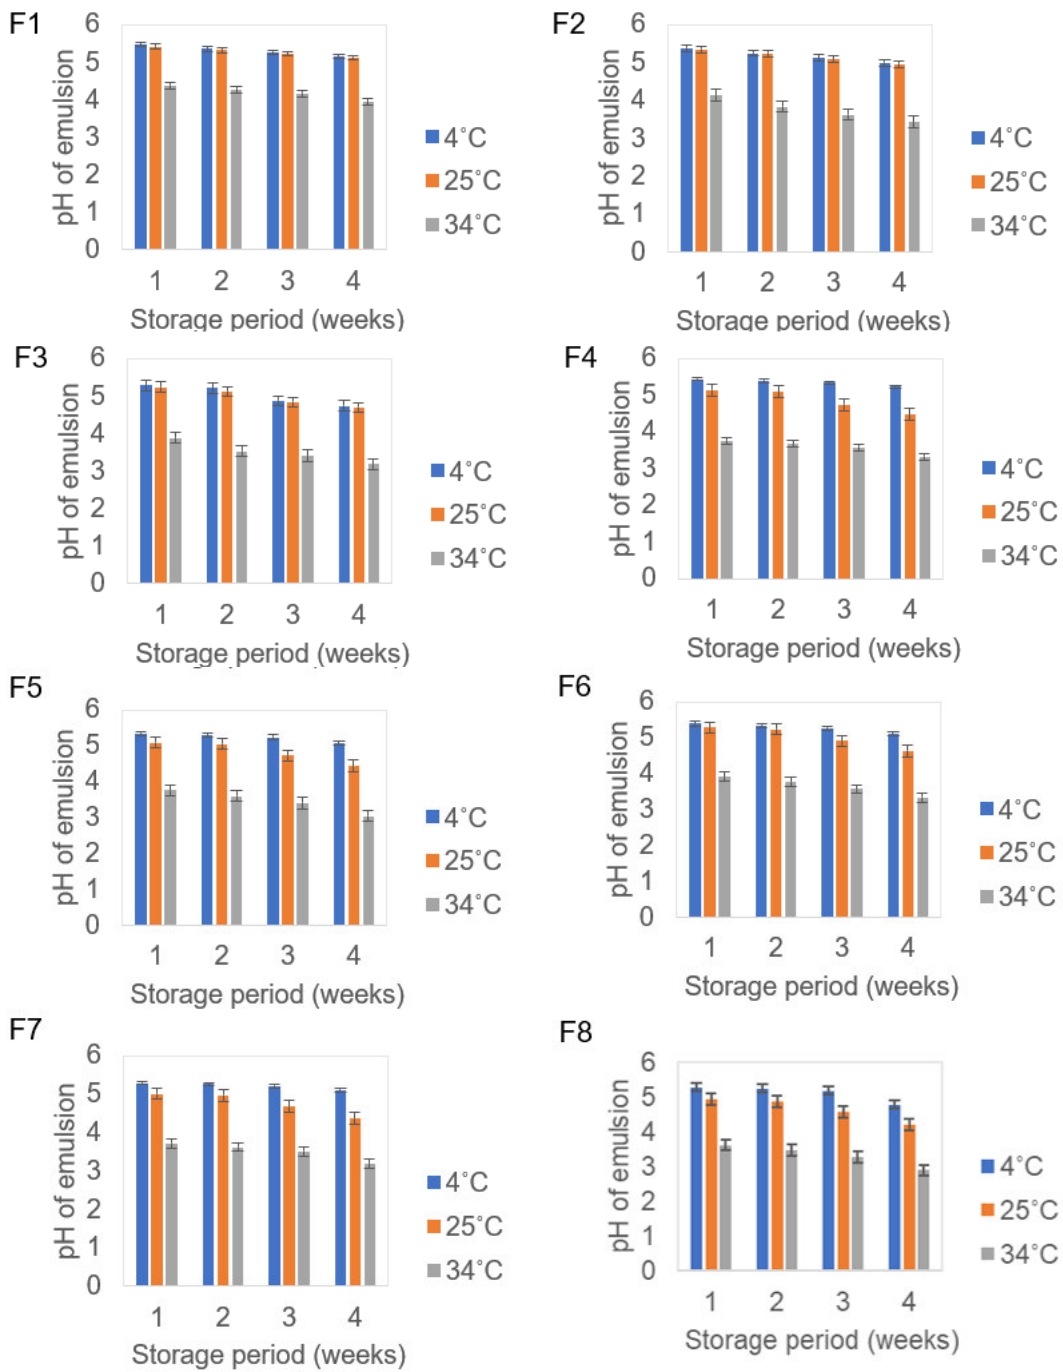 F1
pH of emulsion
6
5
4
3
2
1
0
1 2 3 4
Storage period (weeks)
4°C
25°C
34°C
F2
pH of emulsion
6
5
4
3
2
1
0
1 2 3 4
Storage period (weeks)
4°C
25°C
34°C
F3
pH of emulsion
6
5
4
3
2
1
0
1 2 3 4
Storage period (weeks)
4°C
25°C
34°C
F4
pH of emulsion
6
5
4
3
2
1
0
1 2 3 4
Storage period (weeks)
4°C
25°C
34°C
F5
pH of emulsion
6
5
4
3
2
1
0
1 2 3 4
Storage period (weeks)
4°C
25°C
34°C
F6
pH of emulsion
6
5
4
3
2
1
0
1 2 3 4
Storage period (weeks)
4°C
25°C
34°C
F7
pH of emulsion
6
5
4
3
2
1
0
1 2 3 4
Storage period (weeks)
4°C
25°C
34°C
F8
pH of emulsion
6
5
4
3
2
1
0
1 2 3 4
Storage period (weeks)
4°C
25°C
34°C